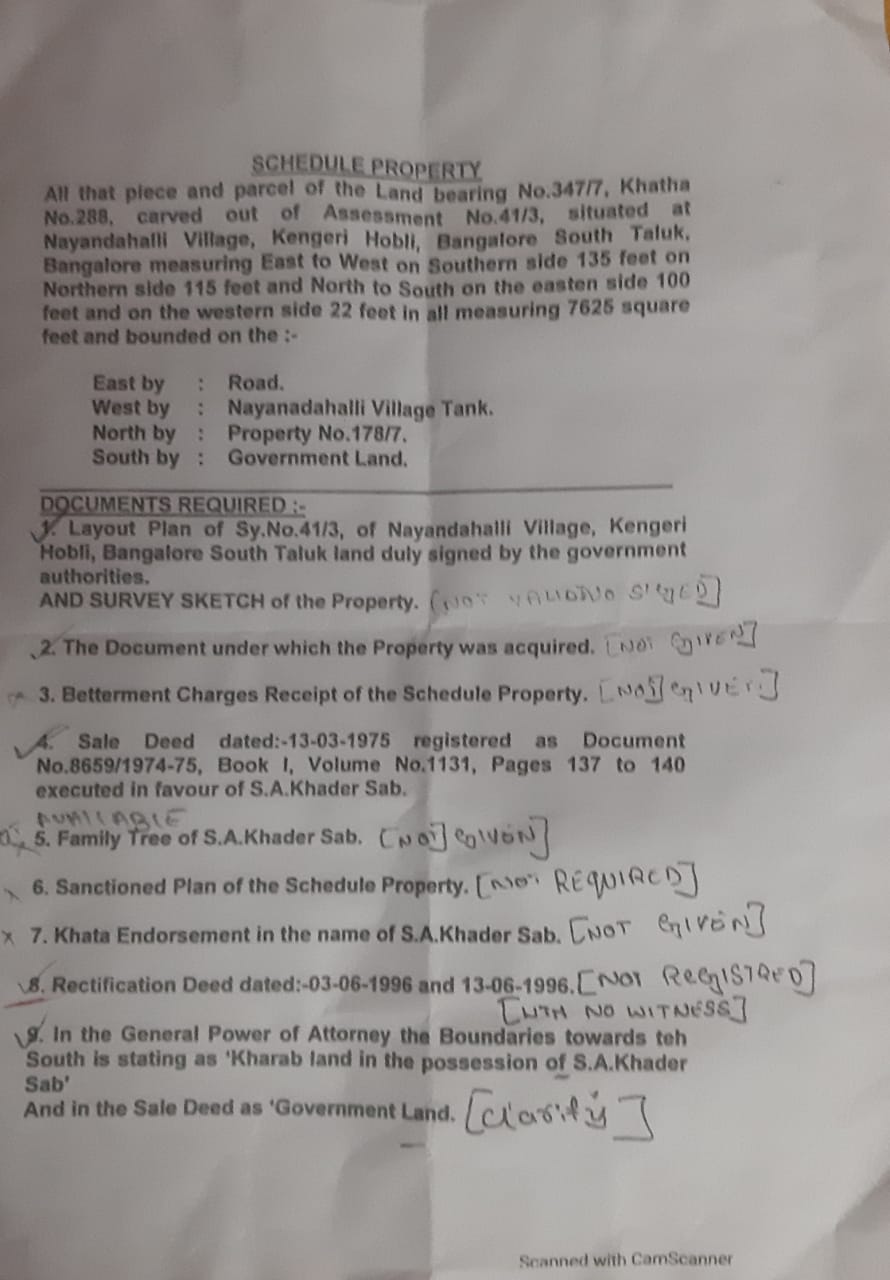 SCHEDULE PROPERTY
All that piece and parcel of the Land bearing No.347/7, Khatha
No.288, carved out of Assessment No.41/3, situated at
Nayandahalli Village, Kengeri Hobli, Bangalore South Taluk,
Bangalore measuring East to West on Southern side 135 feet on
Northern side 115 feet and North to South on the easten side 100
feet and on the western side 22 feet in all measuring 7625 square
feet and bounded on the :-
East by : Road.
West by : Nayanadahalli Village Tank.
North by : Property No.178/7.
South by : Government Land.
DOCUMENTS REQUIRED :-
1. Layout Plan of Sy.No.41/3, of Nayandahalli Village, Kengeri
Hobli, Bangalore South Taluk land duly signed by the government
authorities.
AND SURVEY SKETCH of the Property. [NOT
2. The Document under which the Property was acquired. [NOT GIVEN]
3. Betterment Charges Receipt of the Schedule Property. [NOT] GIVEN]
4. Sale Deed dated:-13-03-1975 registered as Document
No.8659/1974-75, Book I, Volume No.1131, Pages 137 to 140
executed in favour of S.A.Khader Sab.
AVAILABLE
5. Family Tree of S.A.Khader Sab. [NOT] GIVEN]
6. Sanctioned Plan of the Schedule Property. [NOT REQUIRED]
x 7. Khata Endorsement in the name of S.A.Khader Sab. [NOT GIVEN]
8. Rectification Deed dated:-03-06-1996 and 13-06-1996. [NOT REGISTRED]
[WITH NO WITNESS]
9. In the General Power of Attorney the Boundaries towards teh
South is stating as 'Kharab land in the possession of S.A.Khader
Sab'
And in the Sale Deed as 'Government Land. [Clarify]
Scanned with CamScanner